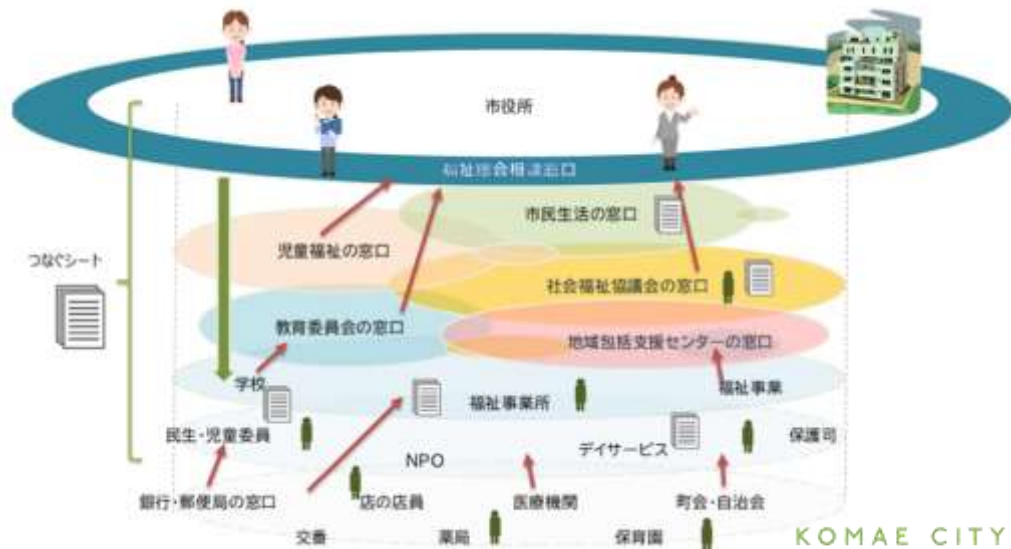 市役所
福祉総合相談窓口
市民生活の窓口
児童福祉の窓口
つなぐシート
社会福祉協議会の窓口
教育委員会の窓口
地域包括支援センターの窓口
学校
福祉事業所
福祉事業
民生・児童委員
デイサービス
保護司
NPO
銀行・郵便局の窓口
店の店員
医療機関
町会・自治会
交番
薬局
保育園
KOMAE CITY